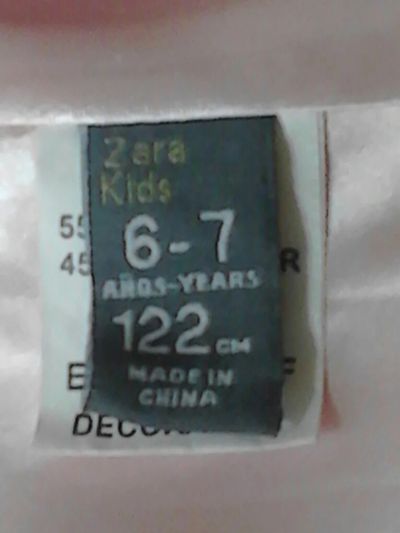 Zara
Kids
6-7
AÑOS-YEARS
122 CM
MADE IN
CHINA